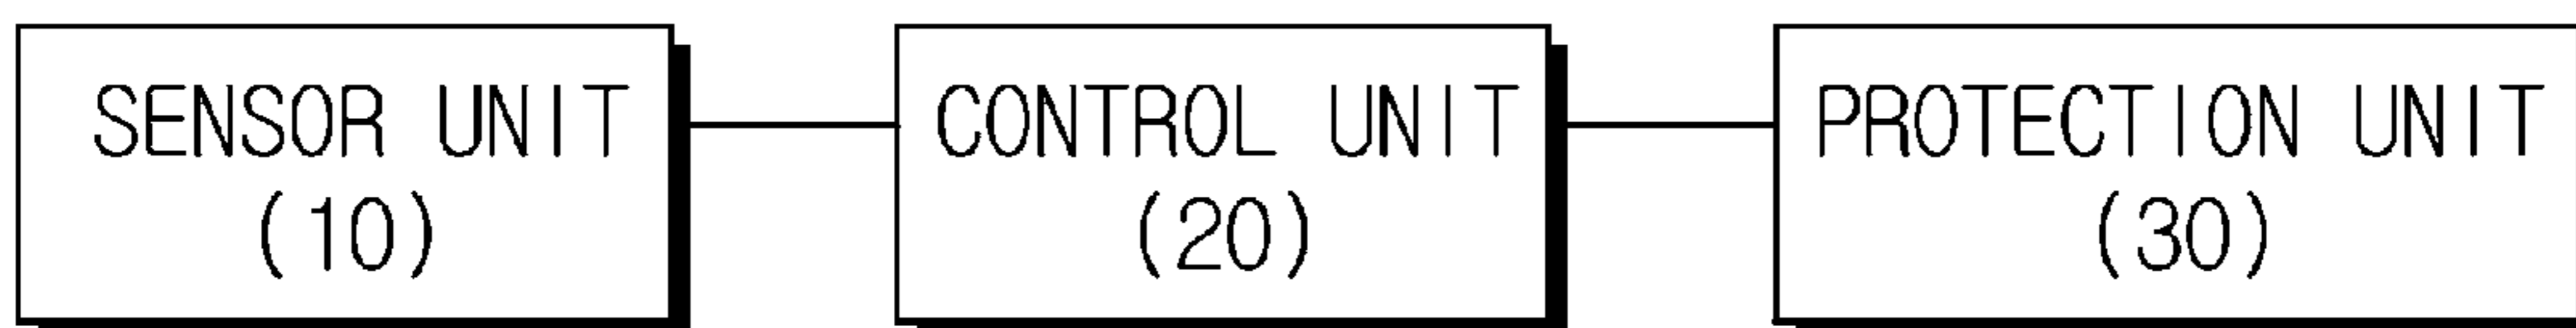 SENSOR UNIT
(10)
CONTROL UNIT
(20)
PROTECTION UNIT
(30)